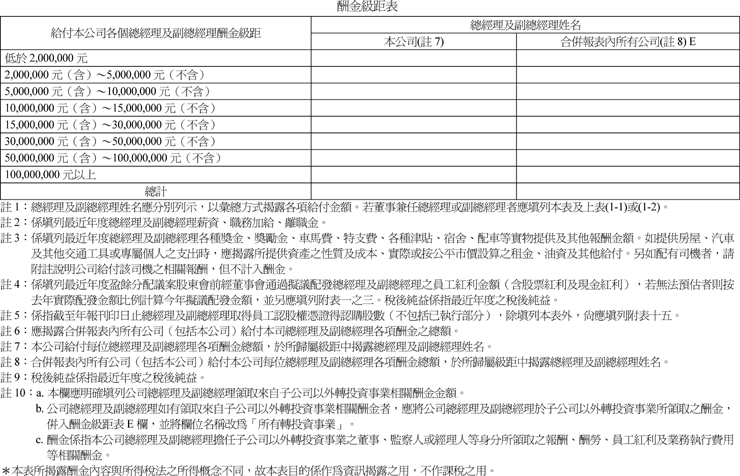 酬金級距表
給付本公司各個總經理及副總經理酬金級距
總經理及副總經理姓名
本公司(註 7)
合併報表內所有公司(註 8) E
低於 2,000,000 元
2,000,000 元（含）～5,000,000 元（不含）
5,000,000 元（含）～10,000,000 元（不含）
10,000,000 元（含）～15,000,000 元（不含）
15,000,000 元（含）～30,000,000 元（不含）
30,000,000 元（含）～50,000,000 元（不含）
50,000,000 元（含）～100,000,000 元（不含）
100,000,000 元以上
總計
註 1：總經理及副總經理姓名應分別列示，以彙總方式揭露各項給付金額。若董事兼任總經理或副總經理者應填列本表及上表(1-1)或(1-2)。
註 2：係填列最近年度總經理及副總經理薪資、職務加給、離職金。
註 3：係填列最近年度總經理及副總經理各種獎金、獎勵金、車馬費、特支費、各種津貼、宿舍、配車等實物提供及其他報酬金額。如提供房屋、汽車
及其他交通工具或專屬個人之支出時，應揭露所提供資產之性質及成本、實際或按公平市價設算之租金、油資及其他給付。另如配有司機者，請
附註說明公司給付該司機之相關報酬，但不計入酬金。
註 4：係填列最近年度盈餘分配議案股東會前經董事會通過擬議配發總經理及副總經理之員工紅利金額（含股票紅利及現金紅利），若無法預估者則按
去年實際配發金額比例計算今年擬議配發金額，並另應填列附表一之三。稅後純益係指最近年度之稅後純益。
註 5：係指截至年報刊印日止總經理及副總經理取得員工認股權憑證得認購股數（不包括已執行部分），除填列本表外，尚應填列附表十五。
註 6：應揭露合併報表內所有公司（包括本公司）給付本公司總經理及副總經理各項酬金之總額。
註 7：本公司給付每位總經理及副總經理各項酬金總額，於所歸屬級距中揭露總經理及副總經理姓名。
註 8：合併報表內所有公司（包括本公司）給付本公司每位總經理及副總經理各項酬金總額，於所歸屬級距中揭露總經理及副總經理姓名。
註 9：稅後純益係指最近年度之稅後純益。
註 10：a. 本欄應明確填列公司總經理及副總經理領取來自子公司以外轉投資事業相關酬金金額。
b. 公司總經理及副總經理如有領取來自子公司以外轉投資事業相關酬金者，應將公司總經理及副總經理於子公司以外轉投資事業所領取之酬金，
併入酬金級距表 E 欄，並將欄位名稱改為「所有轉投資事業」。
c. 酬金係指本公司總經理及副總經理擔任子公司以外轉投資事業之董事、監察人或經理人等身分所領取之報酬、酬勞、員工紅利及業務執行費用
等相關酬金。
＊本表所揭露酬金內容與所得稅法之所得概念不同，故本表目的係作為資訊揭露之用，不作課稅之用。